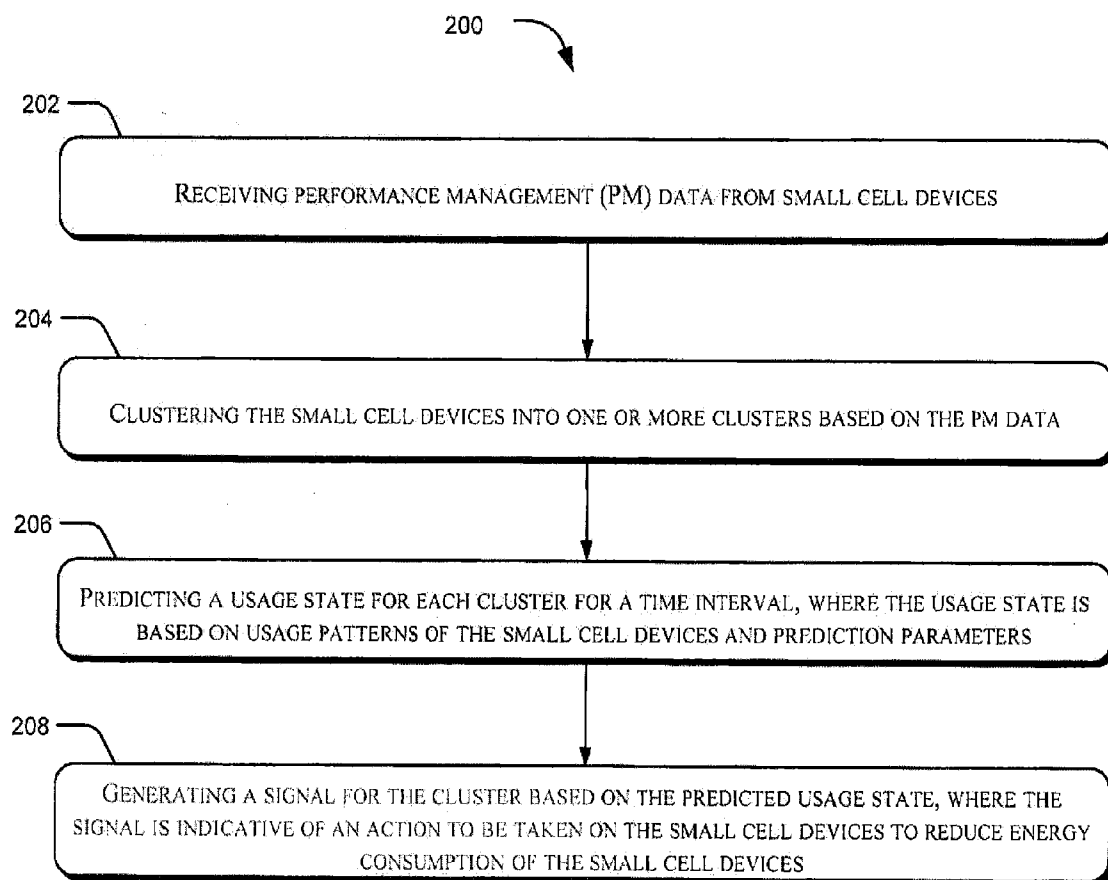 200
202
RECEIVING PERFORMANCE MANAGEMENT (PM) DATA FROM SMALL CELL DEVICES
204
CLUSTERING THE SMALL CELL DEVICES INTO ONE OR MORE CLUSTERS BASED ON THE PM DATA
206
PREDICTING A USAGE STATE FOR EACH CLUSTER FOR A TIME INTERVAL, WHERE THE USAGE STATE IS
BASED ON USAGE PATTERNS OF THE SMALL CELL DEVICES AND PREDICTION PARAMETERS
208
GENERATING A SIGNAL FOR THE CLUSTER BASED ON THE PREDICTED USAGE STATE, WHERE THE
SIGNAL IS INDICATIVE OF AN ACTION TO BE TAKEN ON THE SMALL CELL DEVICES TO REDUCE ENERGY
CONSUMPTION OF THE SMALL CELL DEVICES